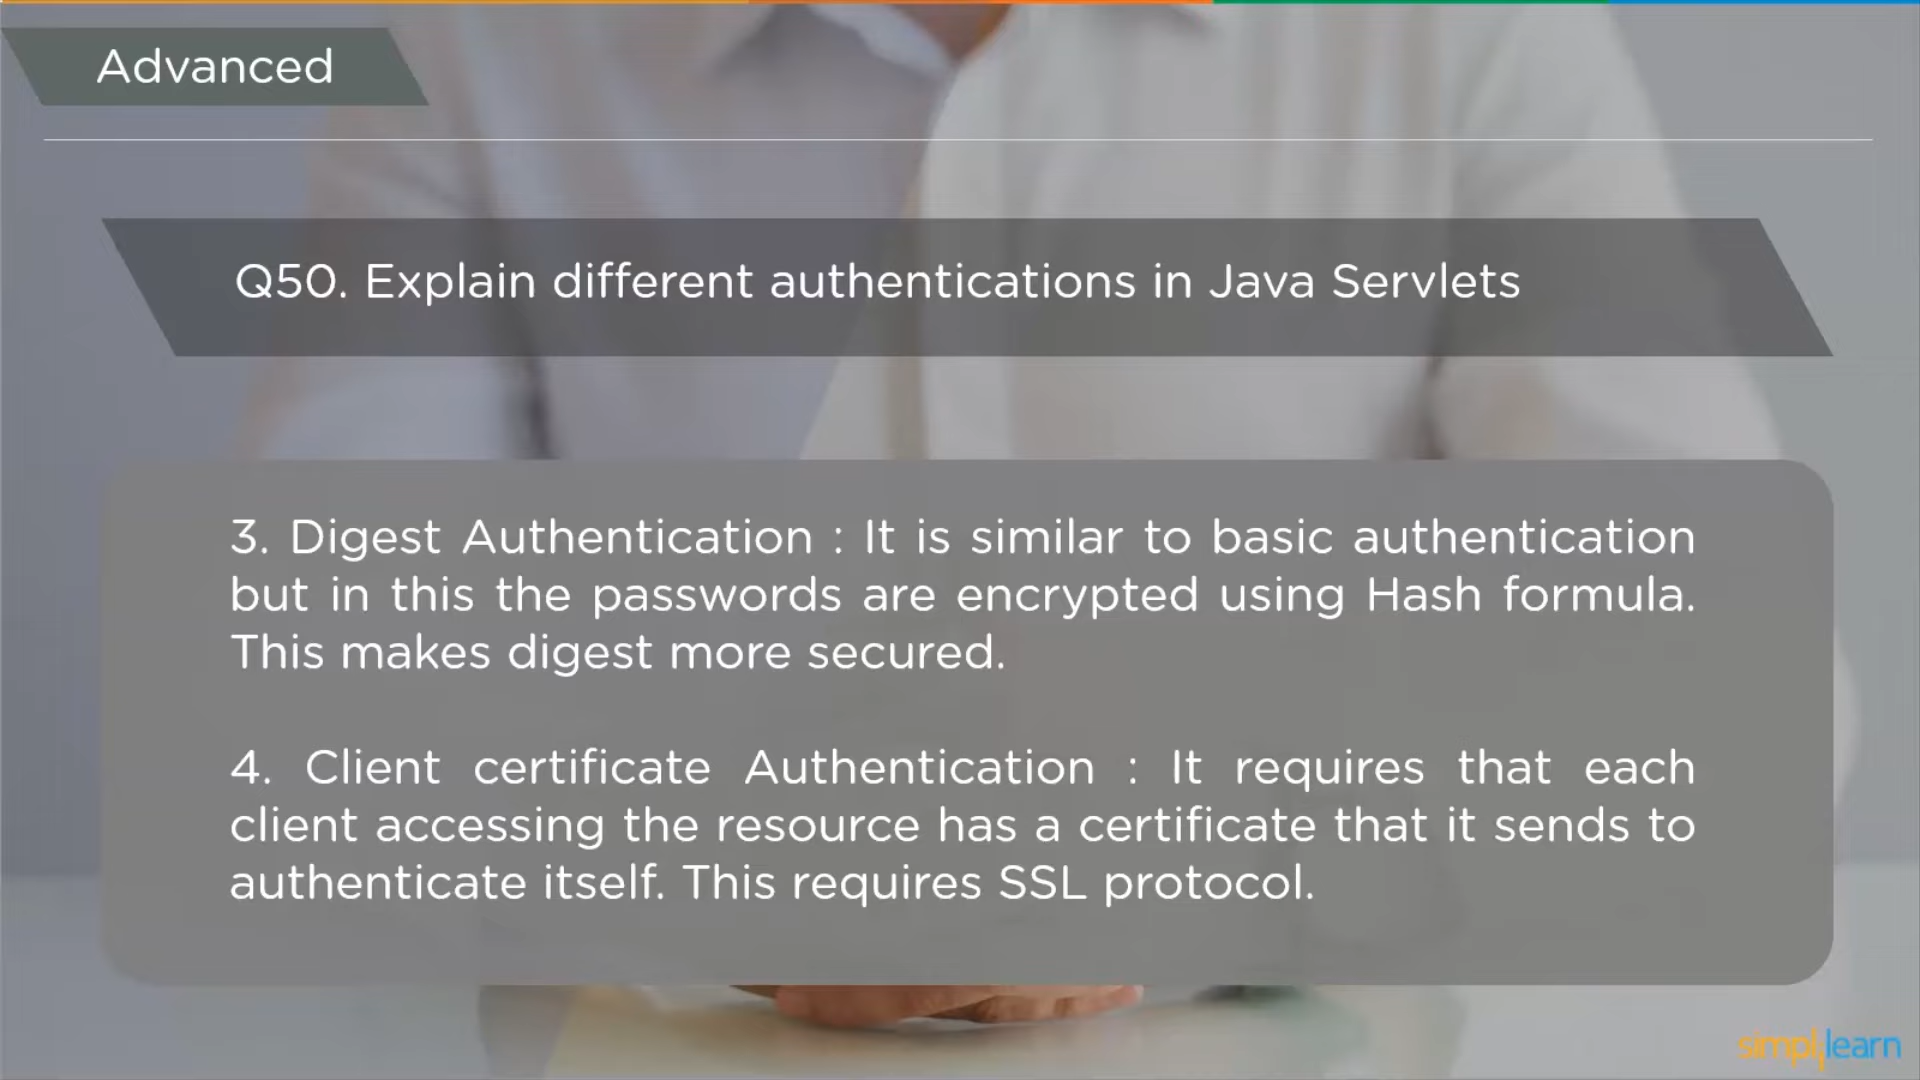 Advanced
Q50. Explain different authentications in Java Servlets
3. Digest Authentication : It is similar to basic authentication
but in this the passwords are encrypted using Hash formula.
This makes digest more secured.
4. Client certificate Authentication : It requires that each
client accessing the resource has a certificate that it sends to
authenticate itself. This requires SSL protocol.
simplilearn